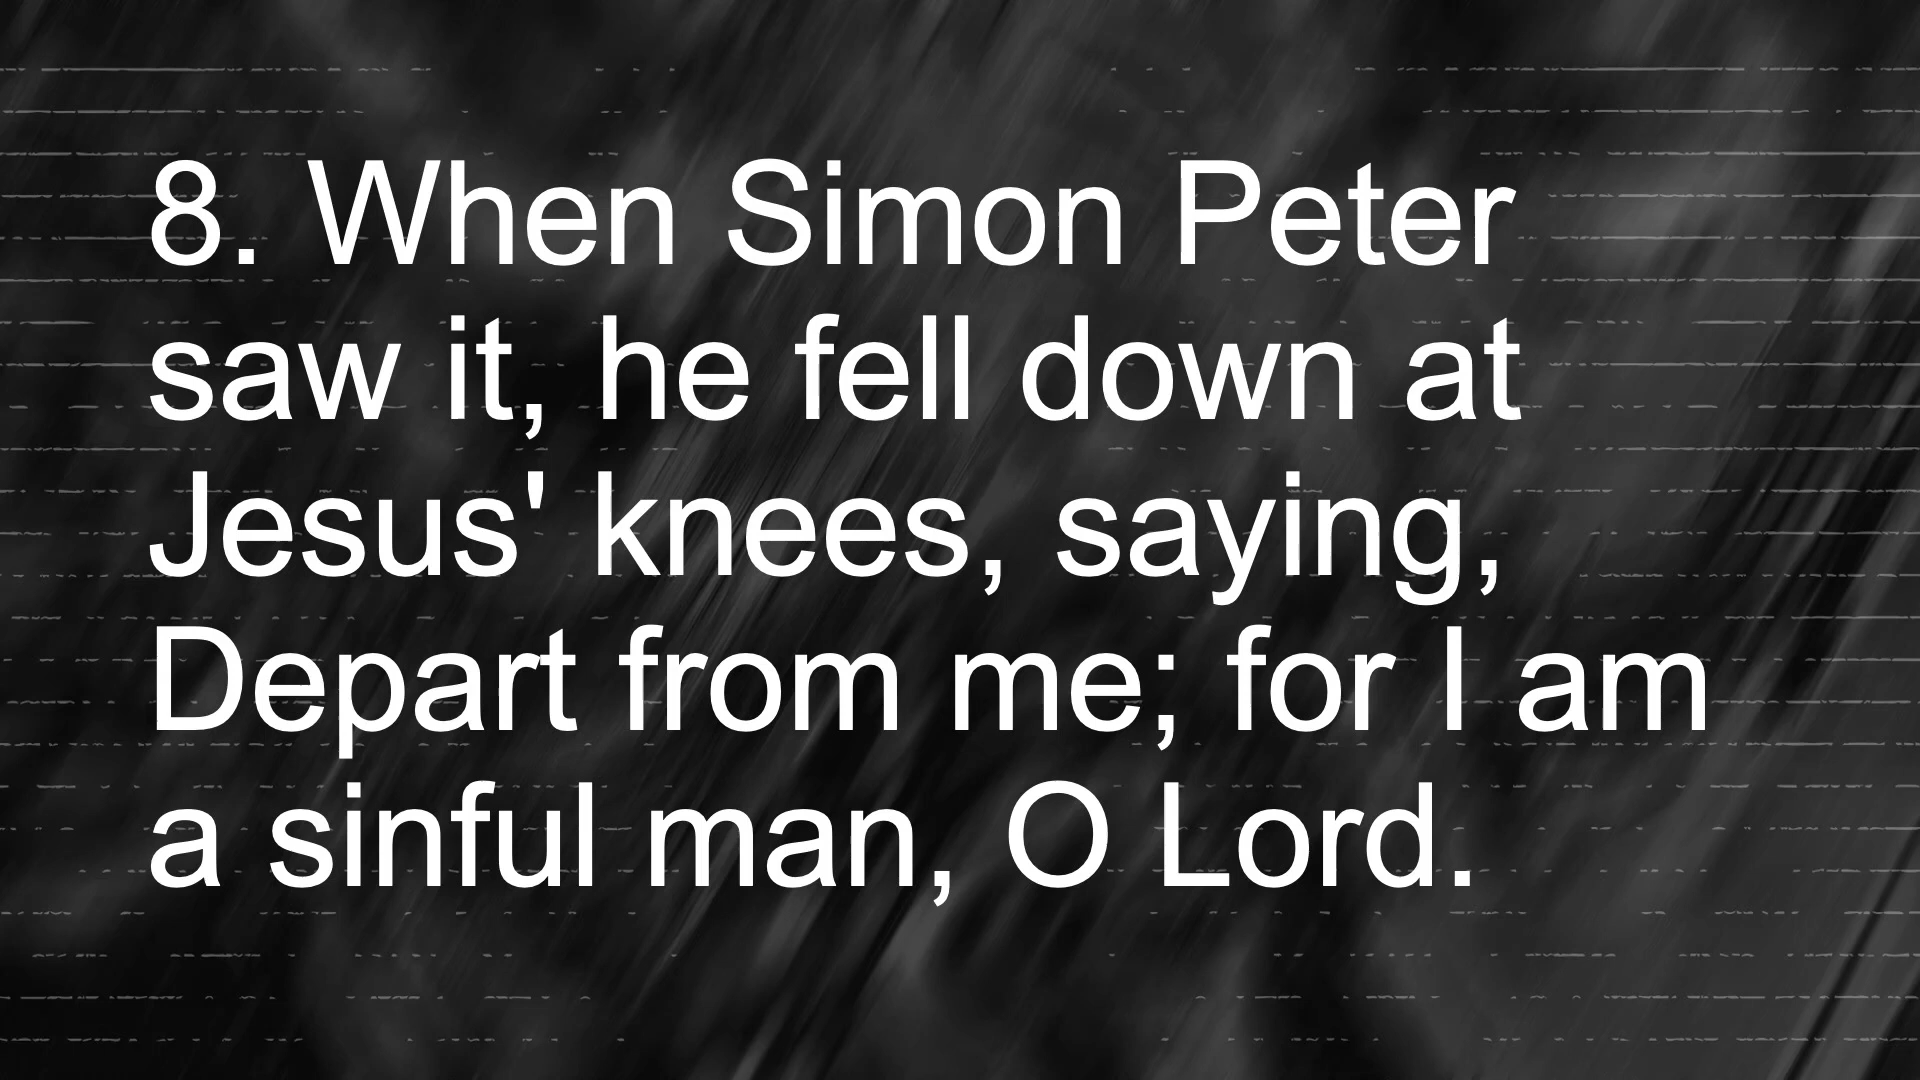 8. When Simon Peter
saw it, he fell down at
Jesus' knees, saying,
Depart from me; for I am
a sinful man, O Lord.